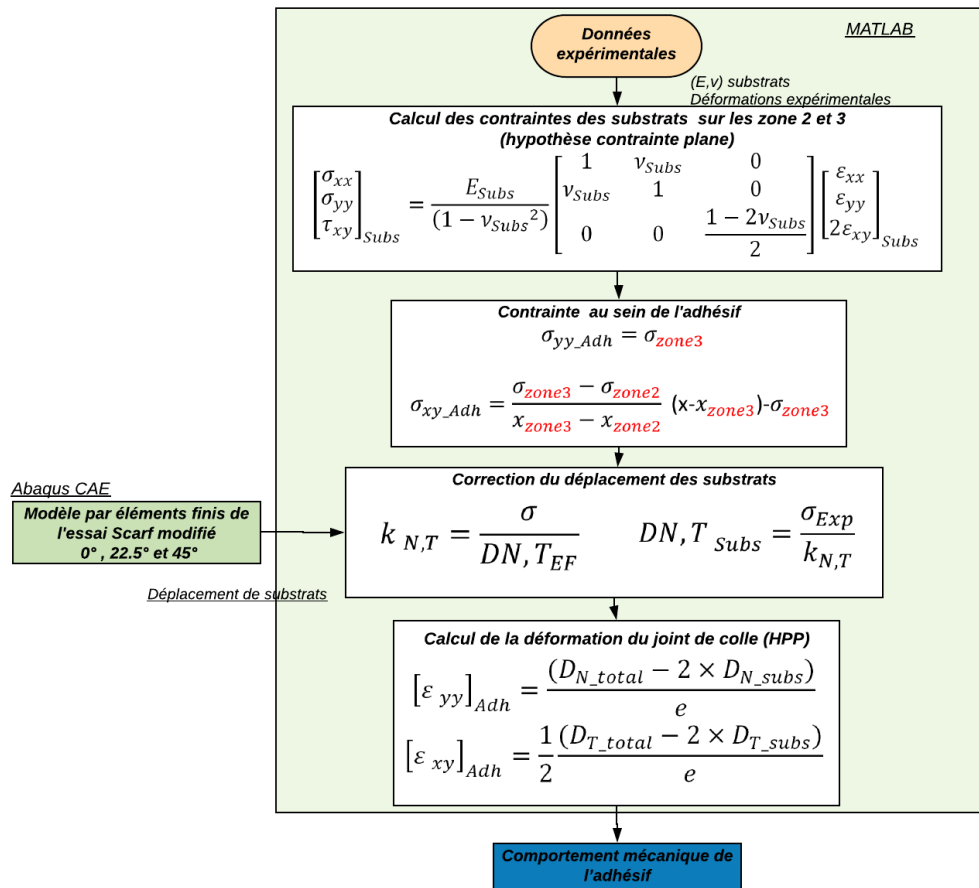 MATLAB
Données
expérimentales
(E,ν) substrats
Déformations expérimentales
Calcul des contraintes des substrats sur les zone 2 et 3
(hypothèse contrainte plane)
[σxx σyy τxy]Subs = ESubs / (1 − νSubs²) [1 νSubs 0; νSubs 1 0; 0 0 (1 − 2νSubs)/2] [εxx εyy 2εxy]Subs
Contrainte au sein de l'adhésif
σyy_Adh = σzone3
σxy_Adh = (σzone3 − σzone2) / (xzone3 − xzone2) (x-xzone3)-σzone3
Abaqus CAE
Modèle par éléments finis de
l'essai Scarf modifié
0° , 22.5° et 45°
Déplacement de substrats
Correction du déplacement des substrats
k N,T = σ / DN,TEF DN,T Subs = σExp / kN,T
Calcul de la déformation du joint de colle (HPP)
[ε yy]Adh = (DN_total − 2 × DN_subs) / e
[ε xy]Adh = 1/2 (DT_total − 2 × DT_subs) / e
Comportement mécanique de
l'adhésif